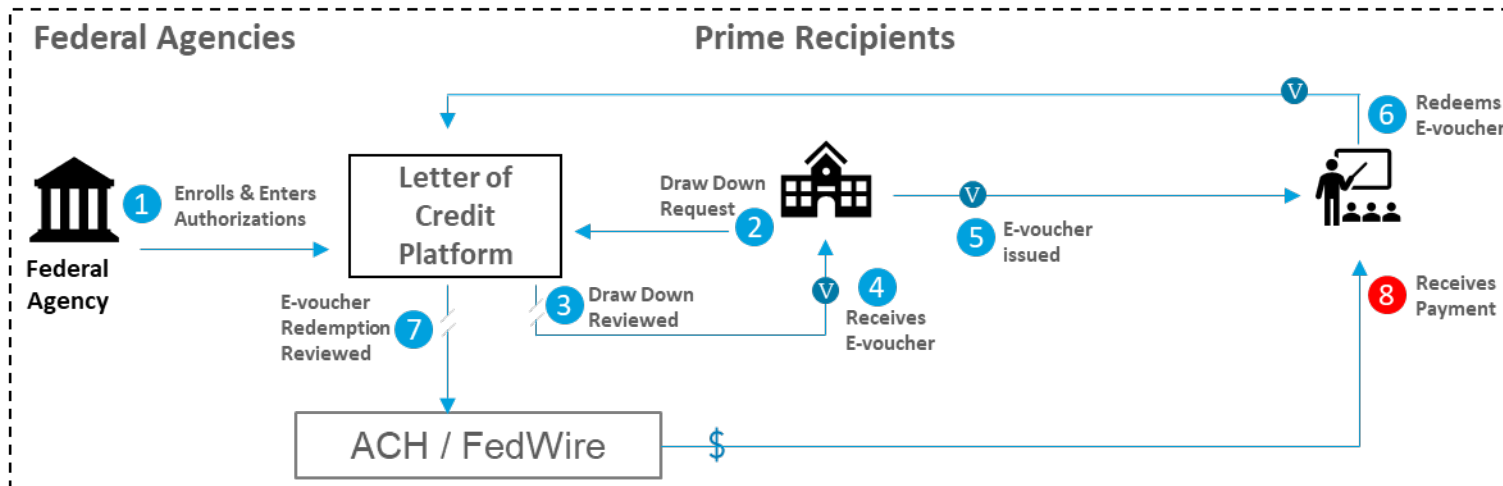 Federal Agencies
Prime Recipients
V
6
Redeems
E-voucher
Letter of
Credit
Platform
1
Enrolls & Enters
Authorizations
Draw Down
Request
2
V
5
E-voucher
issued
Federal
Agency
E-voucher
Redemption
Reviewed
7
3
Draw Down
Reviewed
V
4
Receives
E-voucher
8
Receives
Payment
ACH / FedWire
$